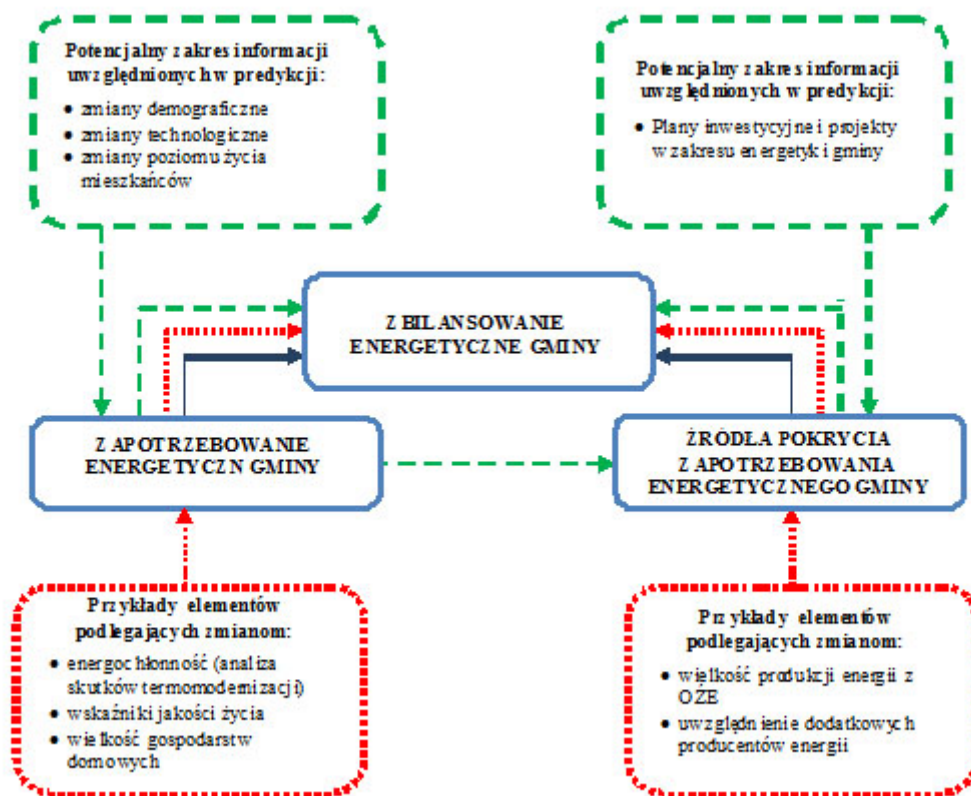 Potencjalny zakres informacji
uwzględnionych w predykcji:
• zmiany demograficzne
• zmiany technologiczne
• zmiany poziomu życia
mieszkańców
Potencjalny zakres informacji
uwzględnionych w predykcji:
• Plany inwestycyjne i projekty
w zakresu energetyki gminy
ZBILANSOWANIE
ENERGETYCZNE GMINY
ZAPOTRZEBOWANIE
ENERGETYCZN GMINY
ŹRÓDŁA POKRYCIA
ZAPOTRZEBOWANIA
ENERGETYCZNEGO GMINY
Przykłady elementów
podlegających zmianom:
• energochłonność (analiza
skutków termomodernizacji)
• wskaźniki jakości życia
• wielkość gospodarstw
domowych
Przykłady elementów
podlegających zmianom:
• wielkość produkcji energii z
OŹE
• uwzględnienie dodatkowych
producentów energii